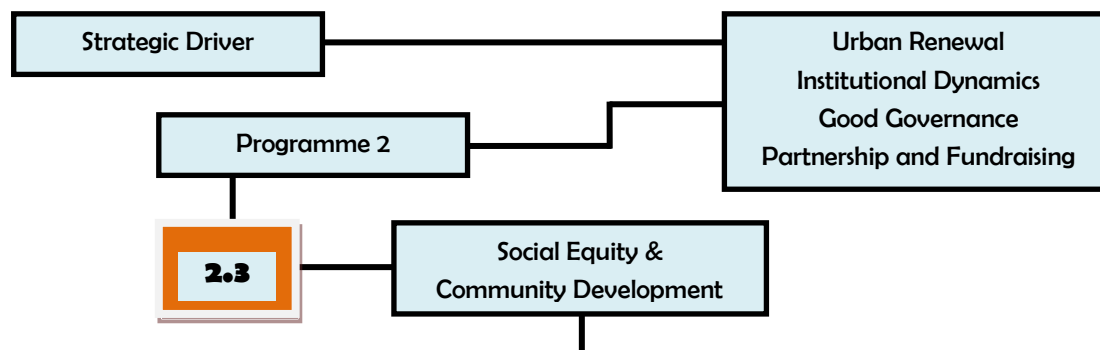 Strategic Driver
Urban Renewal
Institutional Dynamics
Good Governance
Partnership and Fundraising
Programme 2
2.3
Social Equity &
Community Development